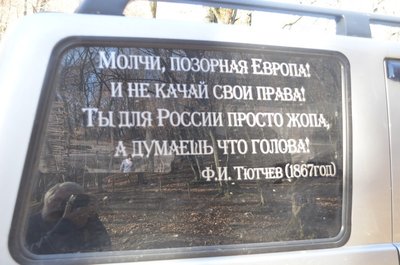 Молчи, позорная Европа!
И не качай свои права!
Ты для России просто жопа,
а думаешь что голова!
Ф.И. Тютчев (1867год)